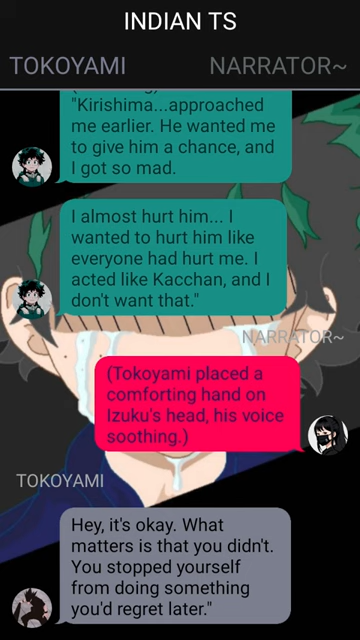 INDIAN TS
TOKOYAMI
NARRATOR~
"Kirishima...approached
me earlier. He wanted me
to give him a chance, and
I got so mad.
I almost hurt him... I
wanted to hurt him like
everyone had hurt me. I
acted like Kacchan, and I
don't want that."
NARRATOR~
(Tokoyami placed a
comforting hand on
Izuku's head, his voice
soothing.)
TOKOYAMI
Hey, it's okay. What
matters is that you didn't.
You stopped yourself
from doing something
you'd regret later."